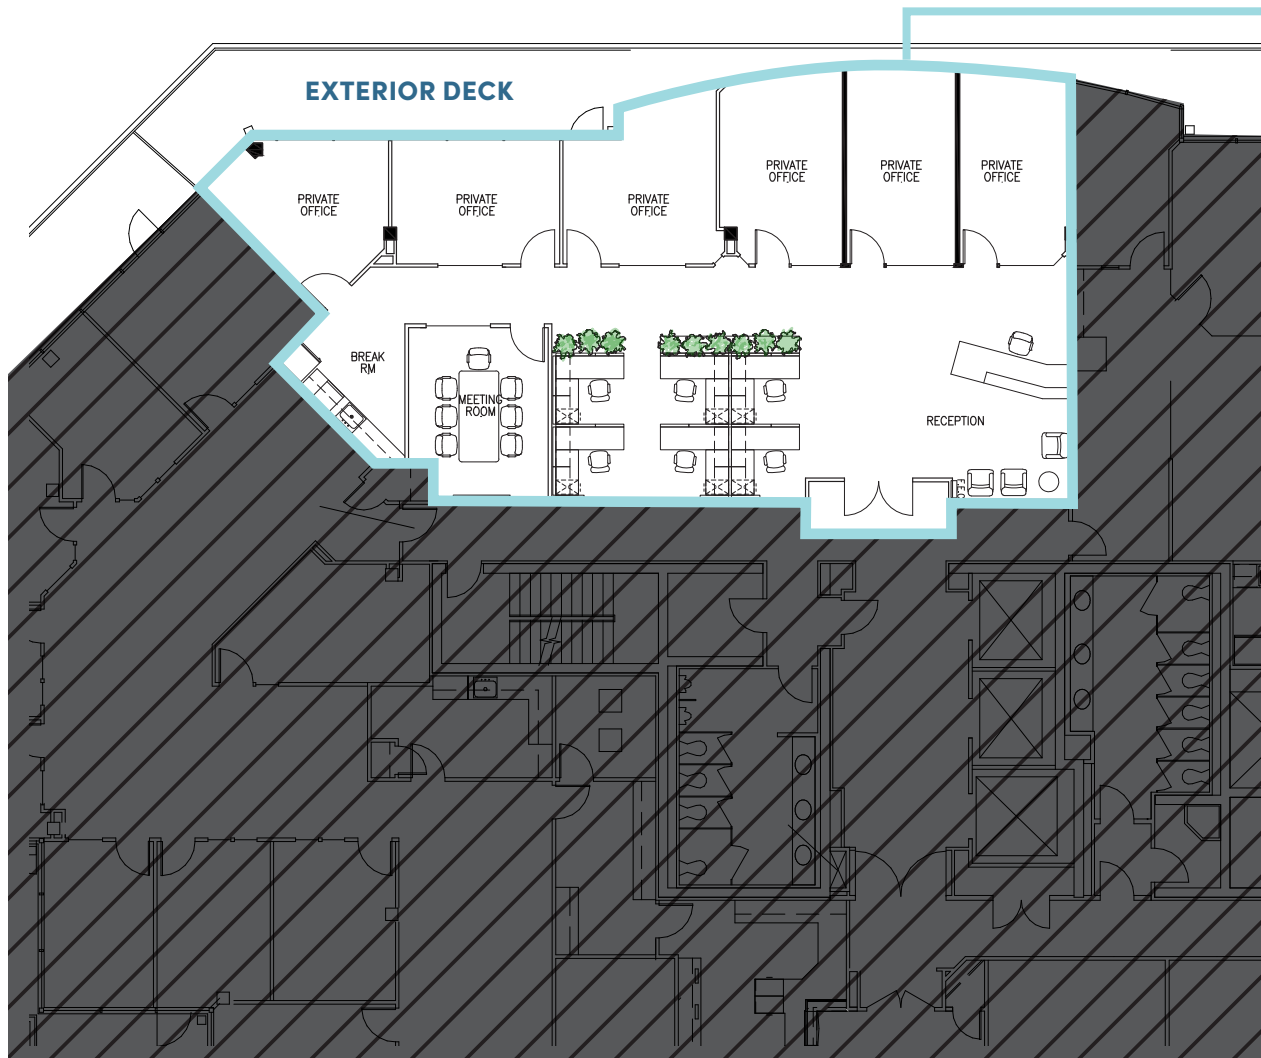 EXTERIOR DECK
PRIVATE
OFFICE
PRIVATE
OFFICE
PRIVATE
OFFICE
PRIVATE
OFFICE
PRIVATE
OFFICE
PRIVATE
OFFICE
BREAK
RM
MEETING
ROOM
RECEPTION